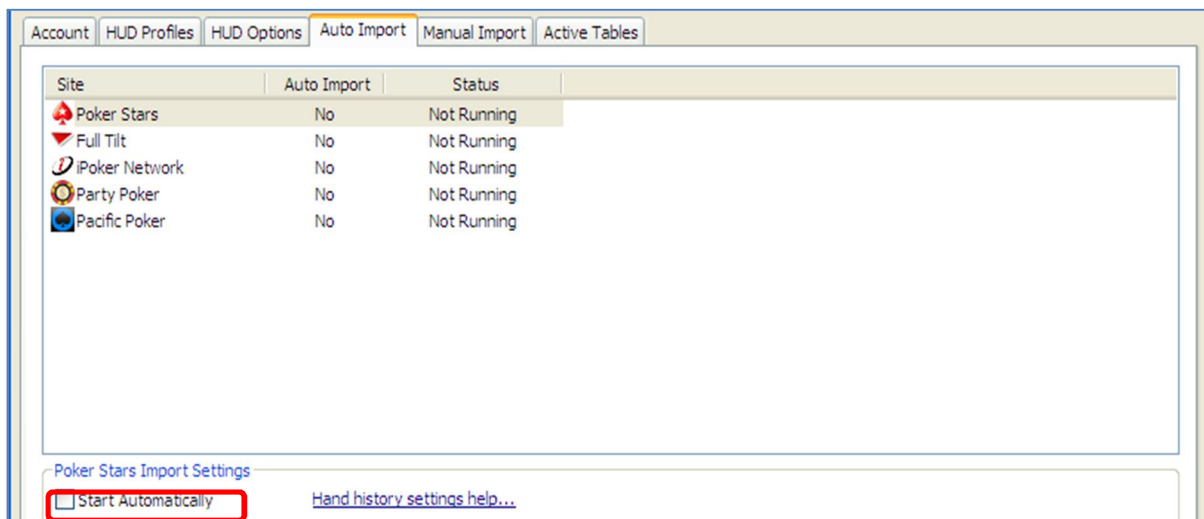 Account HUD Profiles HUD Options Auto Import Manual Import Active Tables
Site Auto Import Status
Poker Stars No Not Running
Full Tilt No Not Running
iPoker Network No Not Running
Party Poker No Not Running
Pacific Poker No Not Running
Poker Stars Import Settings
Start Automatically Hand history settings help...